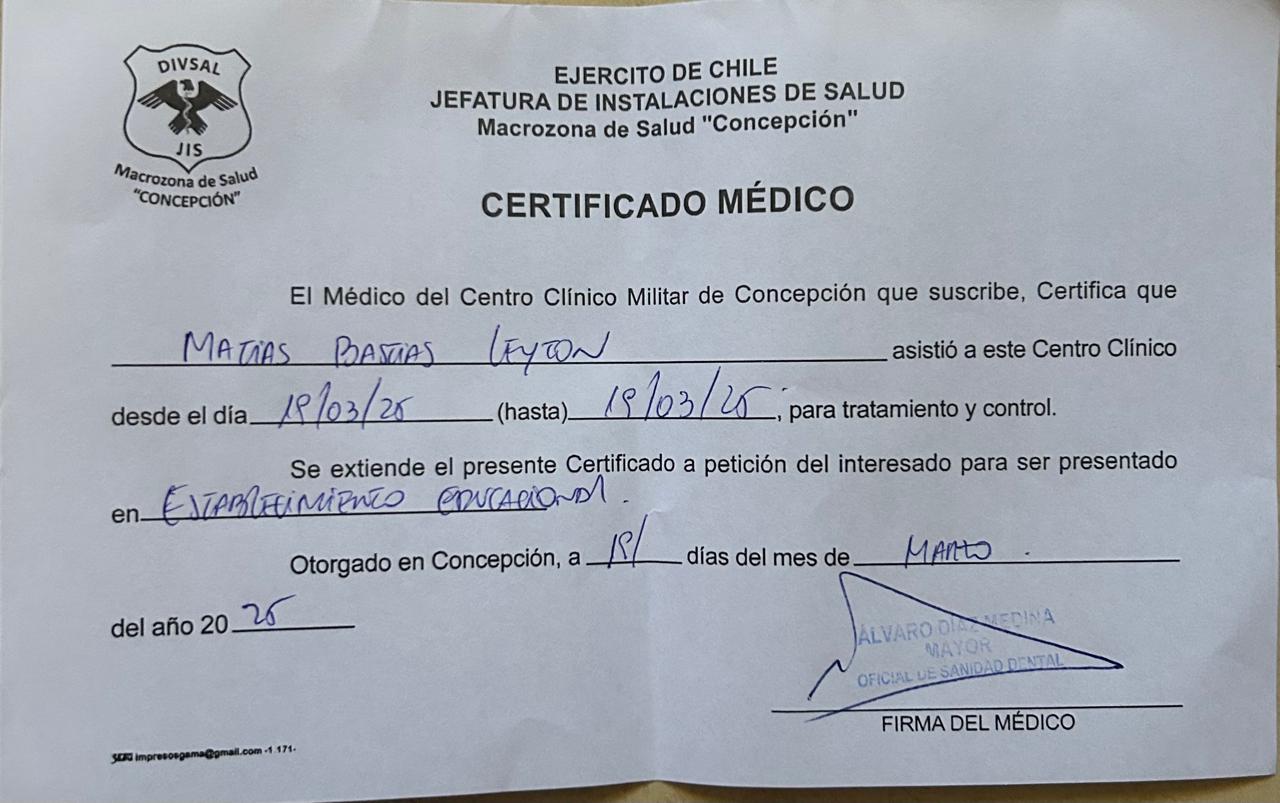 DIVSAL
JIS
Macrozona de Salud
"CONCEPCIÓN"
EJERCITO DE CHILE
JEFATURA DE INSTALACIONES DE SALUD
Macrozona de Salud "Concepción"
CERTIFICADO MÉDICO
El Médico del Centro Clínico Militar de Concepción que suscribe, Certifica que
MATIAS BASTIAS LEYTON asistió a este Centro Clínico
desde el día 19/03/25 (hasta) 19/03/25, para tratamiento y control.
Se extiende el presente Certificado a petición del interesado para ser presentado
en ESTABLECIMIENTO EDUCACIONAL.
Otorgado en Concepción, a 19/ días del mes de MARZO.
del año 2025
ÁLVARO DÍAZ MEDINA
MAYOR
OFICIAL DE SANIDAD DENTAL
FIRMA DEL MÉDICO
impresosgama@gmail.com -1.171-